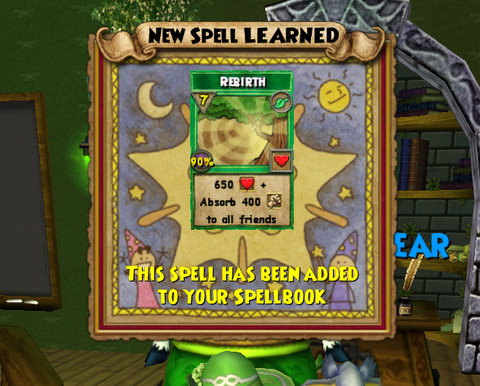 NEW SPELL LEARNED
REBIRTH
7
90%
650 +
Absorb 400
to all friends
EAR
THIS SPELL HAS BEEN ADDED
TO YOUR SPELLBOOK